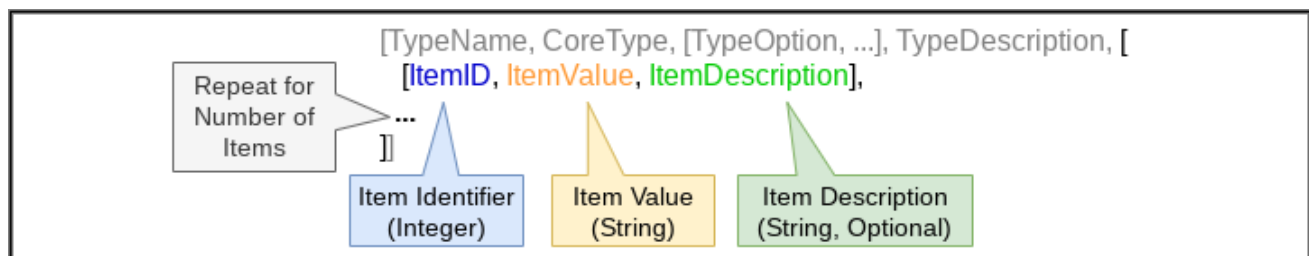 [TypeName, CoreType, [TypeOption, ...], TypeDescription, [
[ItemID, ItemValue, ItemDescription],
...
]]
Repeat for
Number of
Items
Item Identifier
(Integer)
Item Value
(String)
Item Description
(String, Optional)